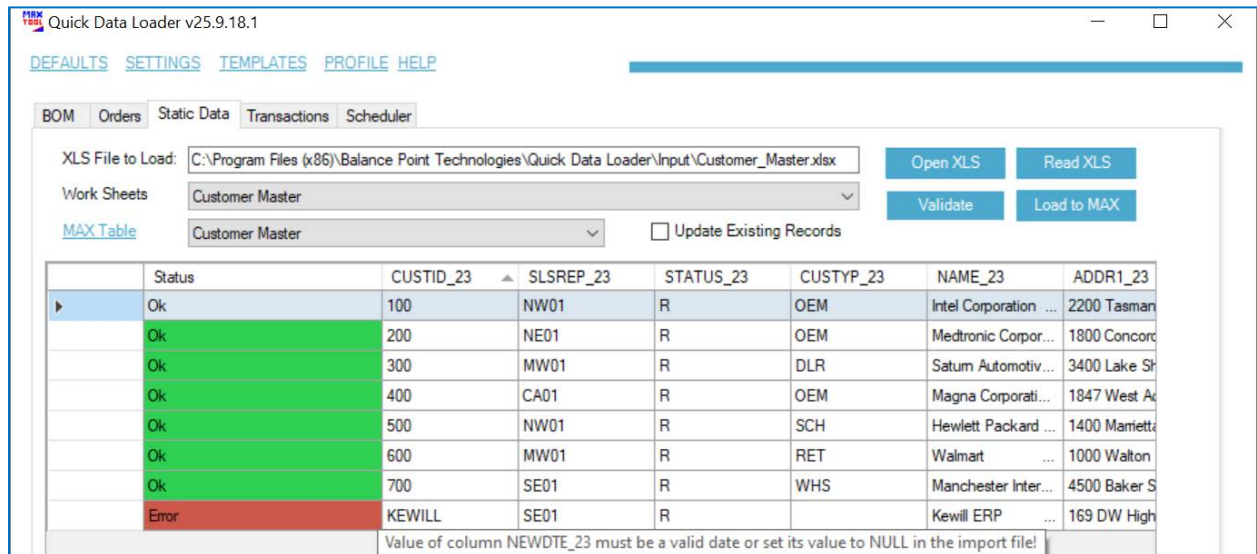 MAX TOOL Quick Data Loader v25.9.18.1
DEFAULTS SETTINGS TEMPLATES PROFILE HELP
BOM Orders Static Data Transactions Scheduler
XLS File to Load: C:\Program Files (x86)\Balance Point Technologies\Quick Data Loader\Input\Customer_Master.xlsx Open XLS Read XLS
Work Sheets Customer Master Validate Load to MAX
MAX Table Customer Master Update Existing Records
Status CUSTID_23 SLSREP_23 STATUS_23 CUSTYP_23 NAME_23 ADDR1_23
Ok 100 NW01 R OEM Intel Corporation ... 2200 Tasman
Ok 200 NE01 R OEM Medtronic Corpor... 1800 Concord
Ok 300 MW01 R DLR Saturn Automotiv... 3400 Lake Sh
Ok 400 CA01 R OEM Magna Corporati... 1847 West Ad
Ok 500 NW01 R SCH Hewlett Packard ... 1400 Marrietta
Ok 600 MW01 R RET Walmart ... 1000 Walton
Ok 700 SE01 R WHS Manchester Inter... 4500 Baker S
Error KEWILL SE01 R Kewill ERP ... 169 DW High
Value of column NEWDTE_23 must be a valid date or set its value to NULL in the import file!